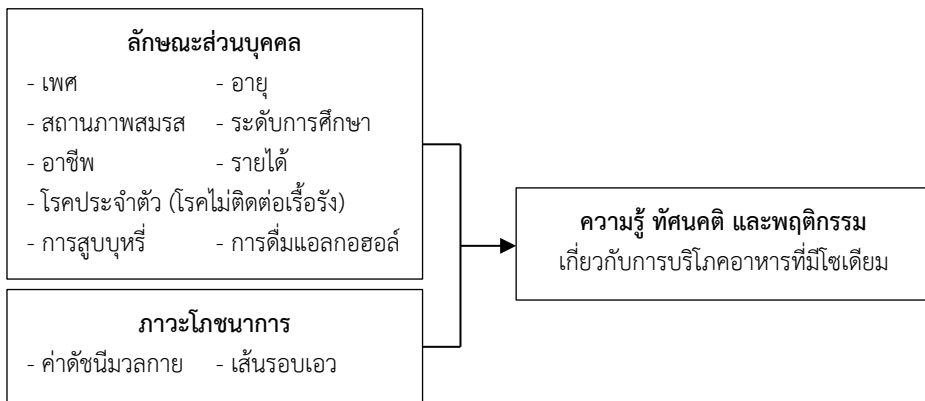 ลักษณะส่วนบุคคล
- เพศ - อายุ
- สถานภาพสมรส - ระดับการศึกษา
- อาชีพ - รายได้
- โรคประจำตัว (โรคไม่ติดต่อเรื้อรัง)
- การสูบบุหรี่ - การดื่มแอลกอฮอล์
ภาวะโภชนาการ
- ค่าดัชนีมวลกาย - เส้นรอบเอว
ความรู้ ทัศนคติ และพฤติกรรม
เกี่ยวกับการบริโภคอาหารที่มีโซเดียม